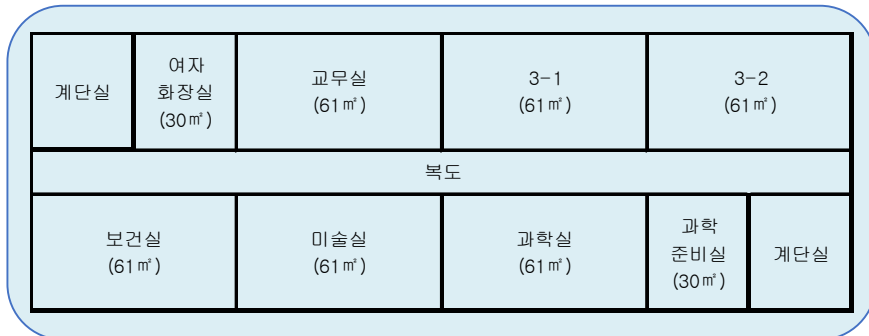 계단실
여자
화장실
(30㎡)
교무실
(61㎡)
3-1
(61㎡)
3-2
(61㎡)
복도
보건실
(61㎡)
미술실
(61㎡)
과학실
(61㎡)
과학
준비실
(30㎡)
계단실